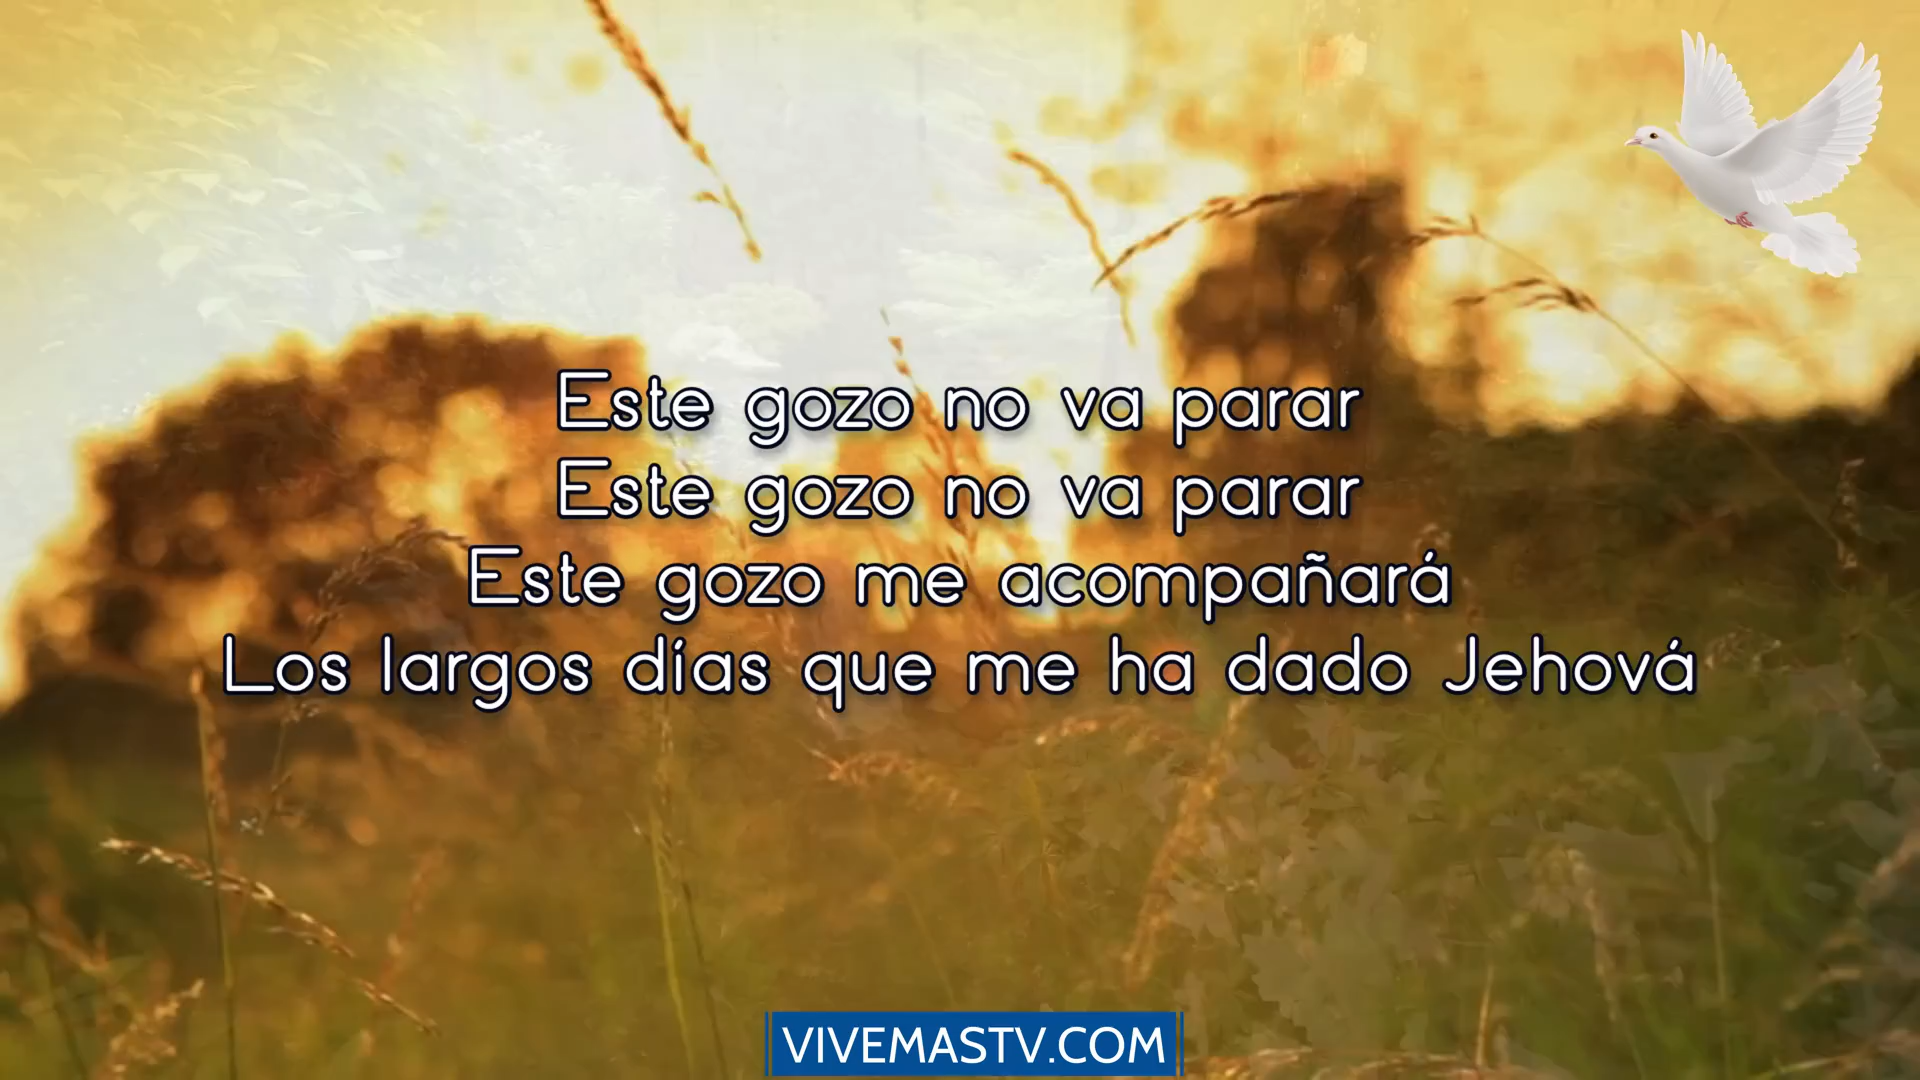 Este gozo no va parar
Este gozo no va parar
Este gozo me acompañará
Los largos días que me ha dado Jehová
VIVEMASTV.COM